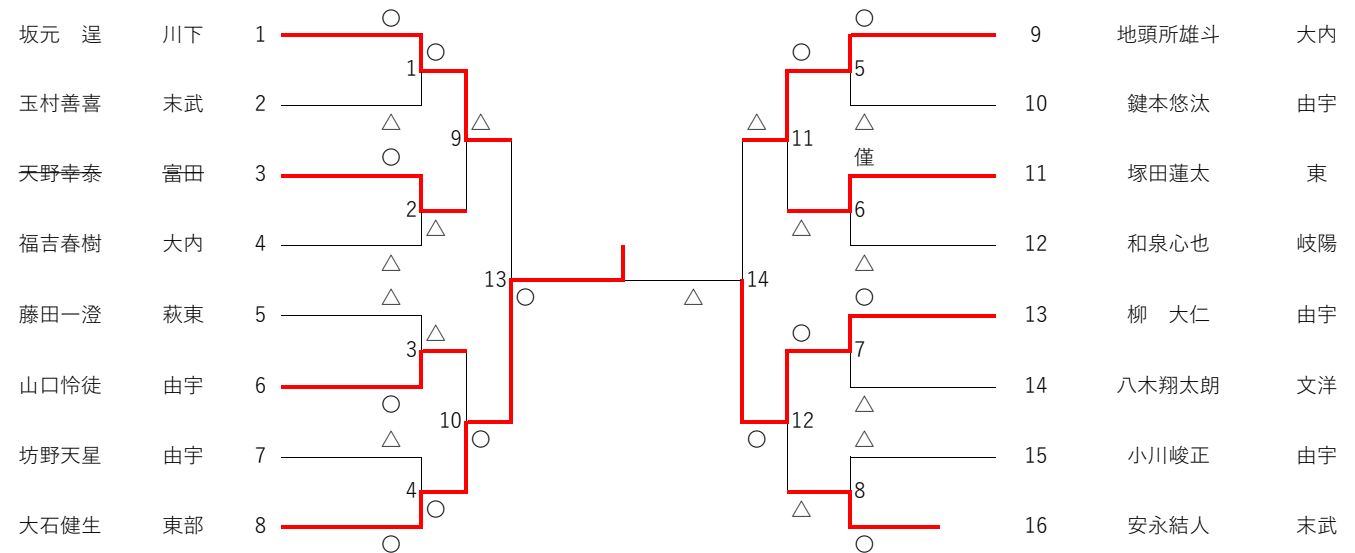 坂元　逞 川下 1 ○ ○ 1 ○ ○ 5 9 地頭所雄斗 大内
玉村善喜 末武 2 △ 9 △ △ 11 △ 10 鍵本悠汰 由宇
天野幸泰 富田 3 ○ 僅 11 塚田蓮太 東
福吉春樹 大内 4 2 △ △ △ 6 △ 12 和泉心也 岐陽
13 ○ △ 14
藤田一澄 萩東 5 △ △ 3 ○ ○ 7 13 柳　大仁 由宇
山口怜徒 由宇 6 ○ 10 ○ ○ 12 △ 14 八木翔太朗 文洋
坊野天星 由宇 7 △ △ 15 小川峻正 由宇
大石健生 東部 8 4 ○ ○ △ 8 ○ 16 安永結人 末武